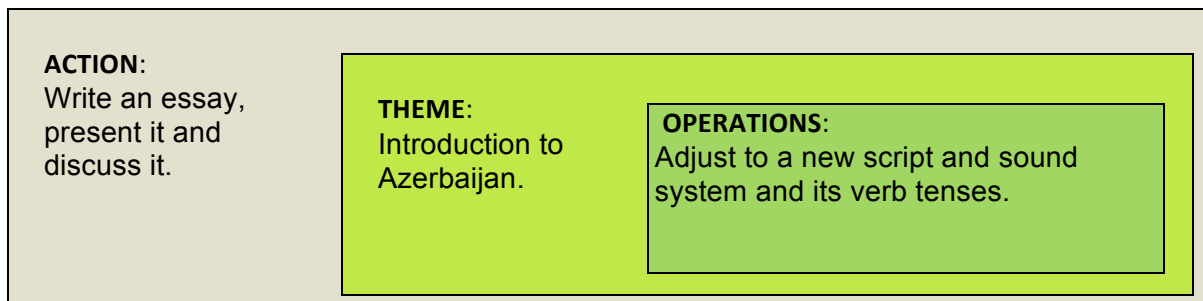 ACTION:
Write an essay,
present it and
discuss it.
THEME:
Introduction to
Azerbaijan.
OPERATIONS:
Adjust to a new script and sound
system and its verb tenses.